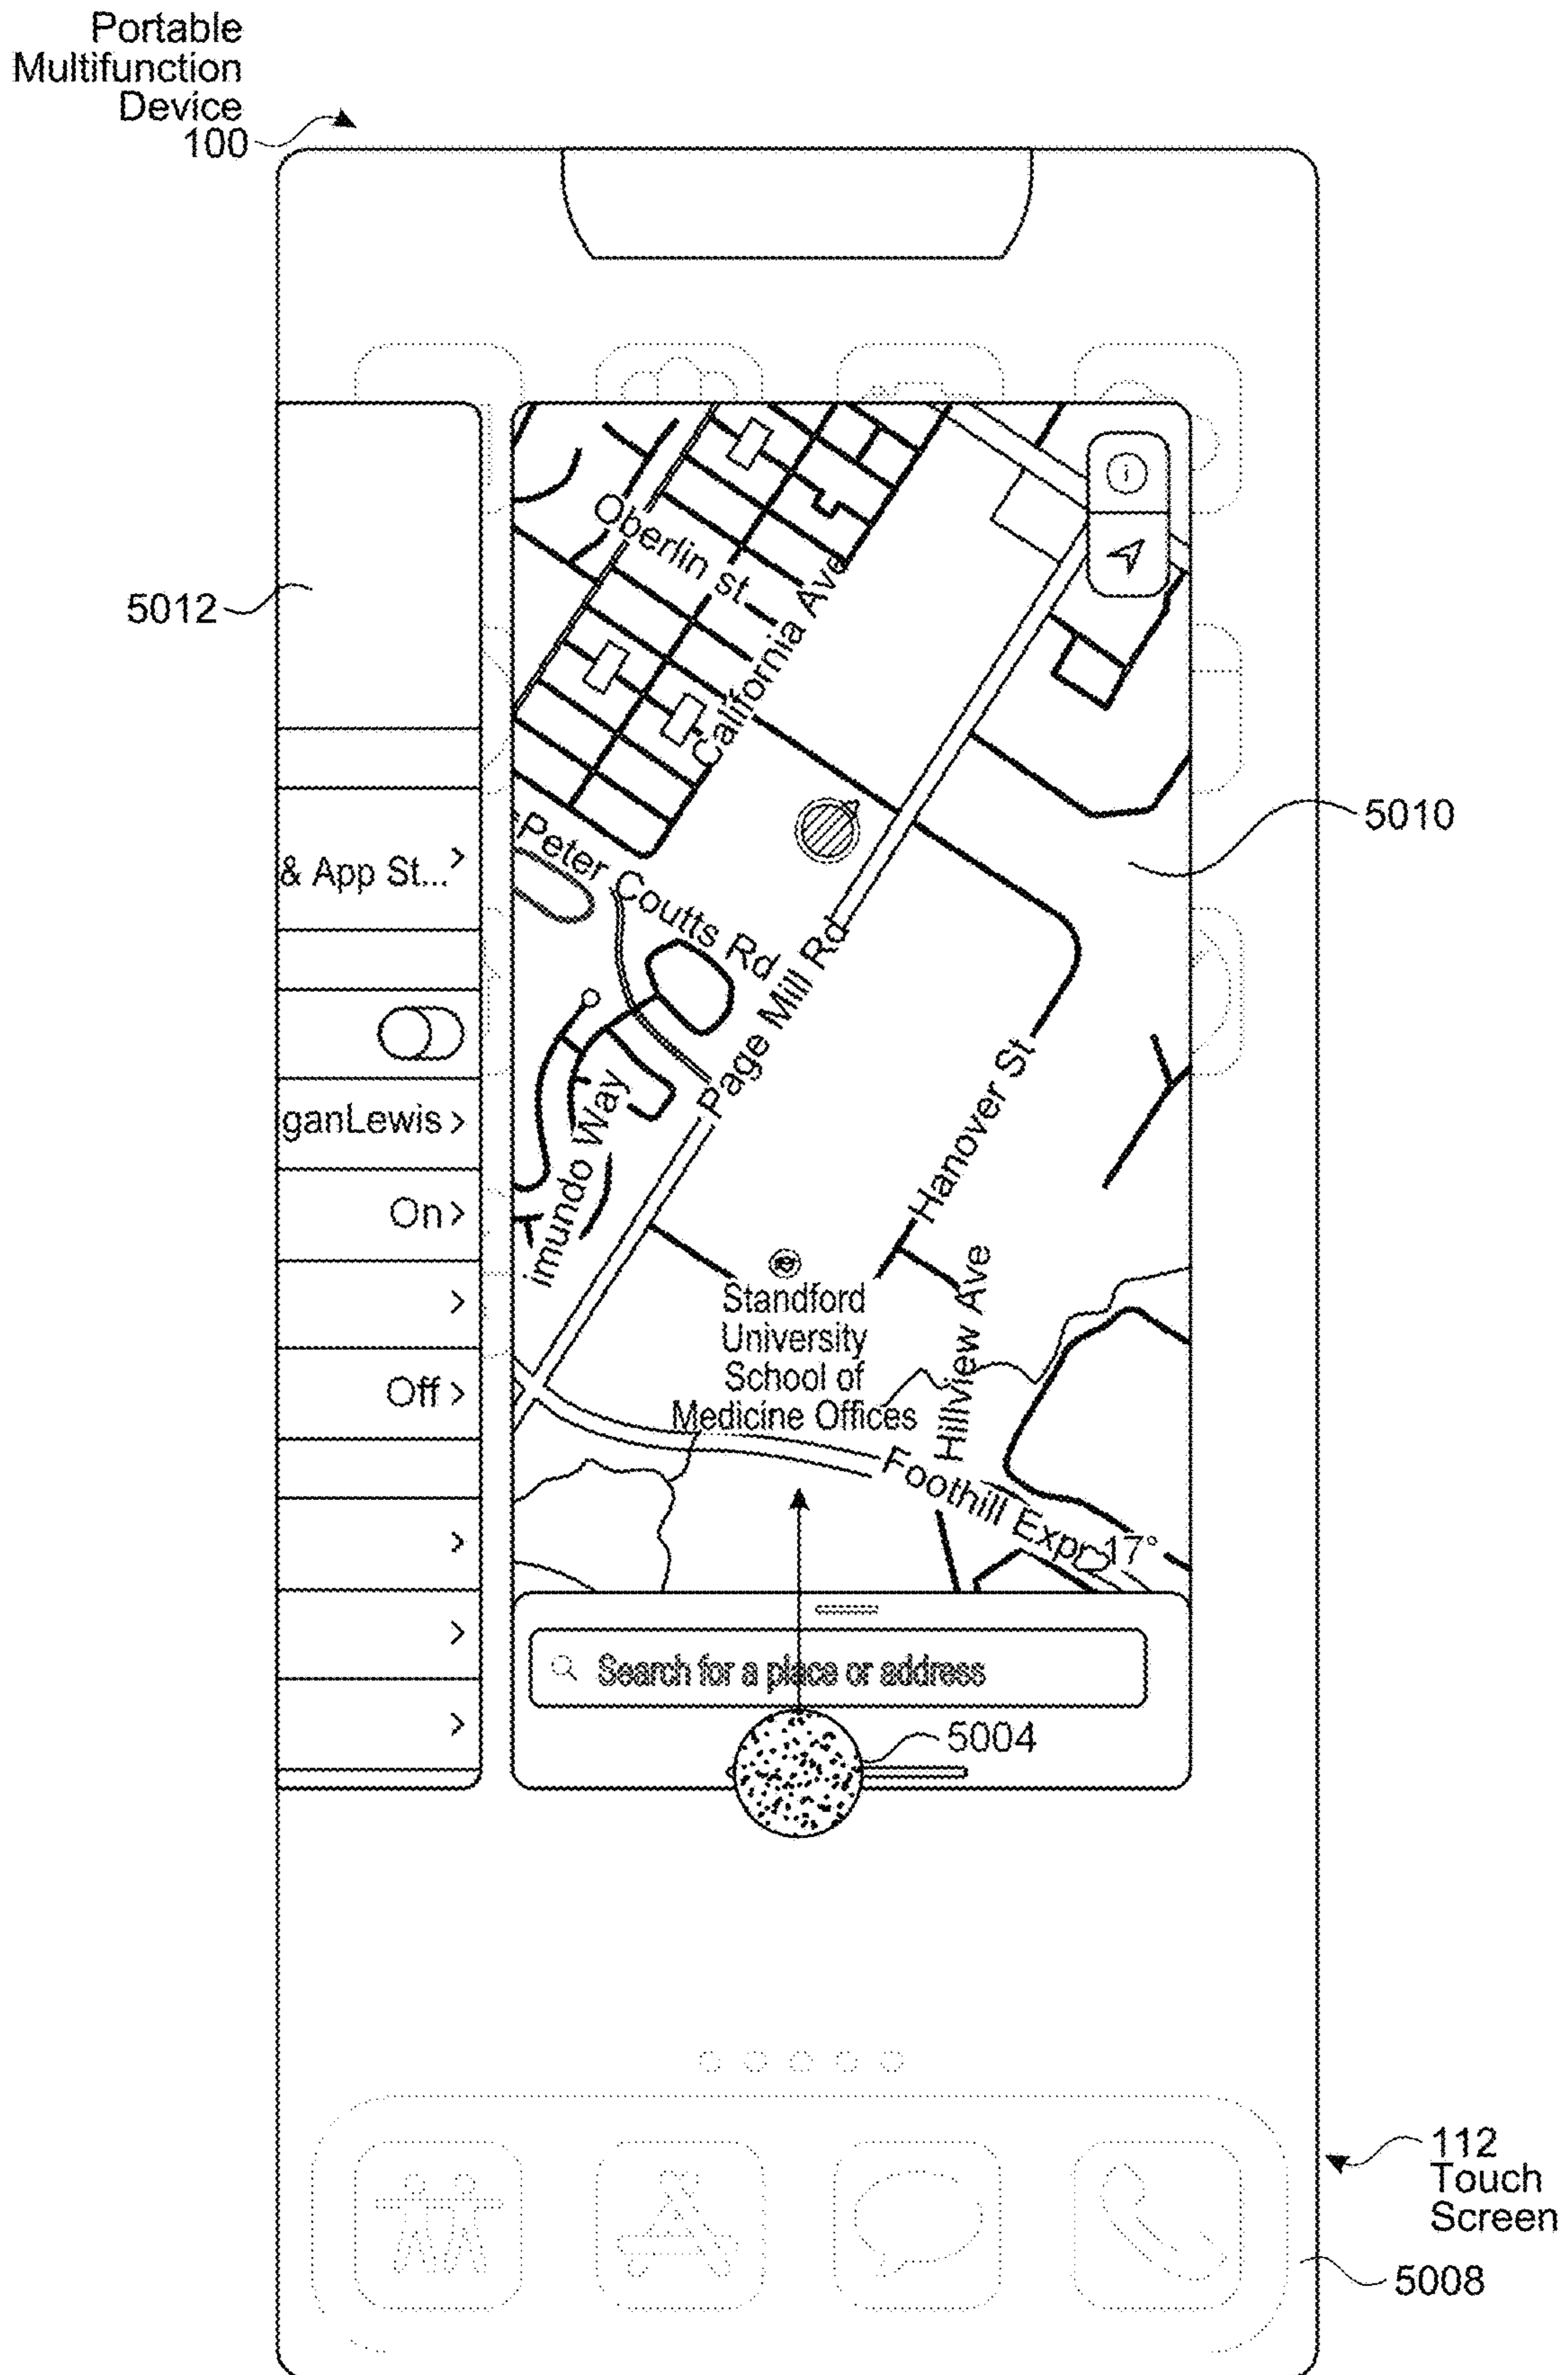 Portable
Multifunction
Device
100
5012
Oberlin st
California Ave
5010
& App St...
Peter Coutts Rd
Page Mill Rd
ganLewis
On
imundo Way
Hanover St
Standford
University
School of
Medicine Offices
Off
Hillview Ave
Foothill Expr
17°
Search for a place or address
5004
112
Touch
Screen
5008